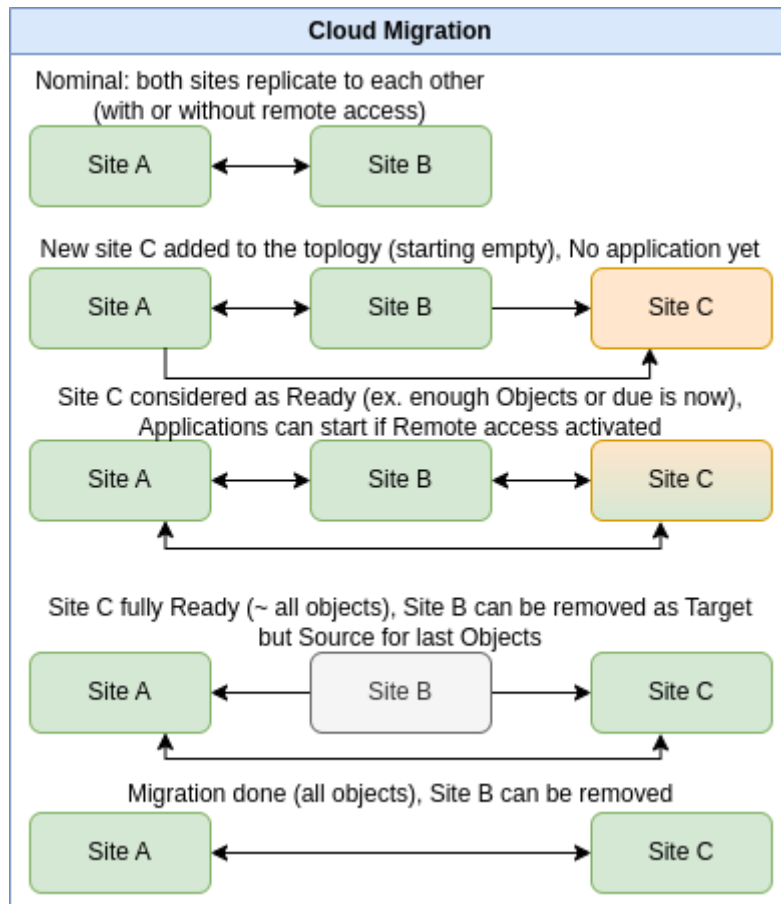 Cloud Migration
Nominal: both sites replicate to each other
(with or without remote access)
Site A
Site B
New site C added to the toplogy (starting empty), No application yet
Site A
Site B
Site C
Site C considered as Ready (ex. enough Objects or due is now),
Applications can start if Remote access activated
Site A
Site B
Site C
Site C fully Ready (~ all objects), Site B can be removed as Target
but Source for last Objects
Site A
Site B
Site C
Migration done (all objects), Site B can be removed
Site A
Site C